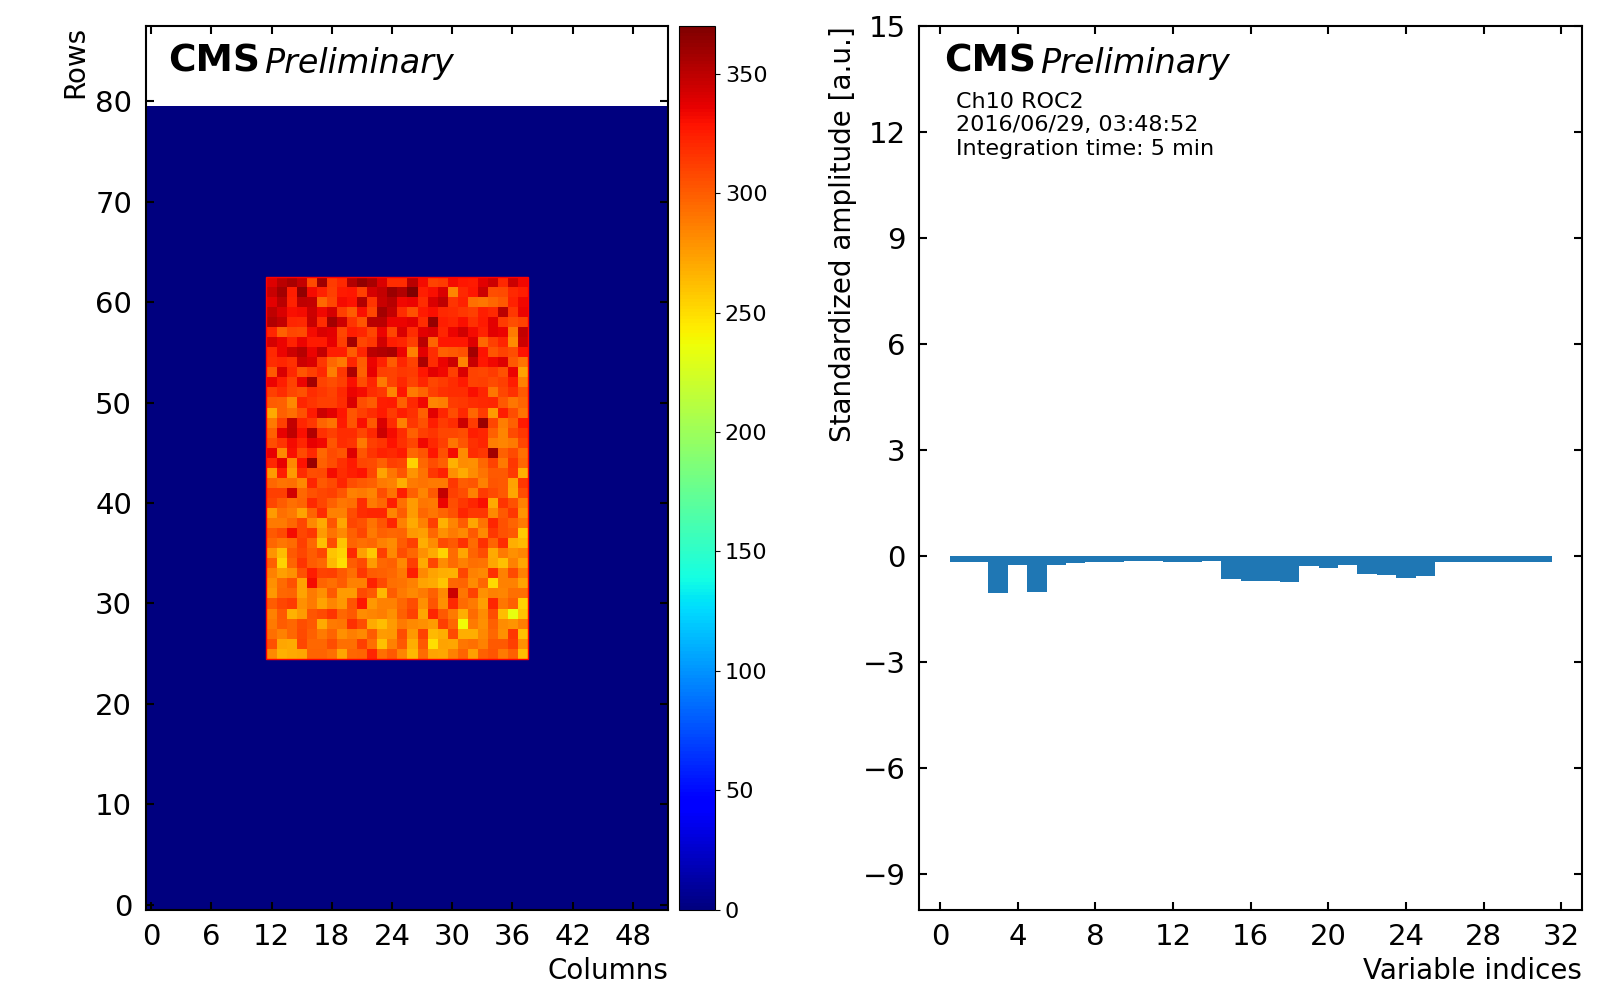 CMS Preliminary
Rows
80
70
60
50
40
30
20
10
0
0 6 12 18 24 30 36 42 48
Columns
350
300
250
200
150
100
50
0
CMS Preliminary
Ch10 ROC2
2016/06/29, 03:48:52
Integration time: 5 min
Standardized amplitude [a.u.]
15
12
9
6
3
0
−3
−6
−9
0 4 8 12 16 20 24 28 32
Variable indices